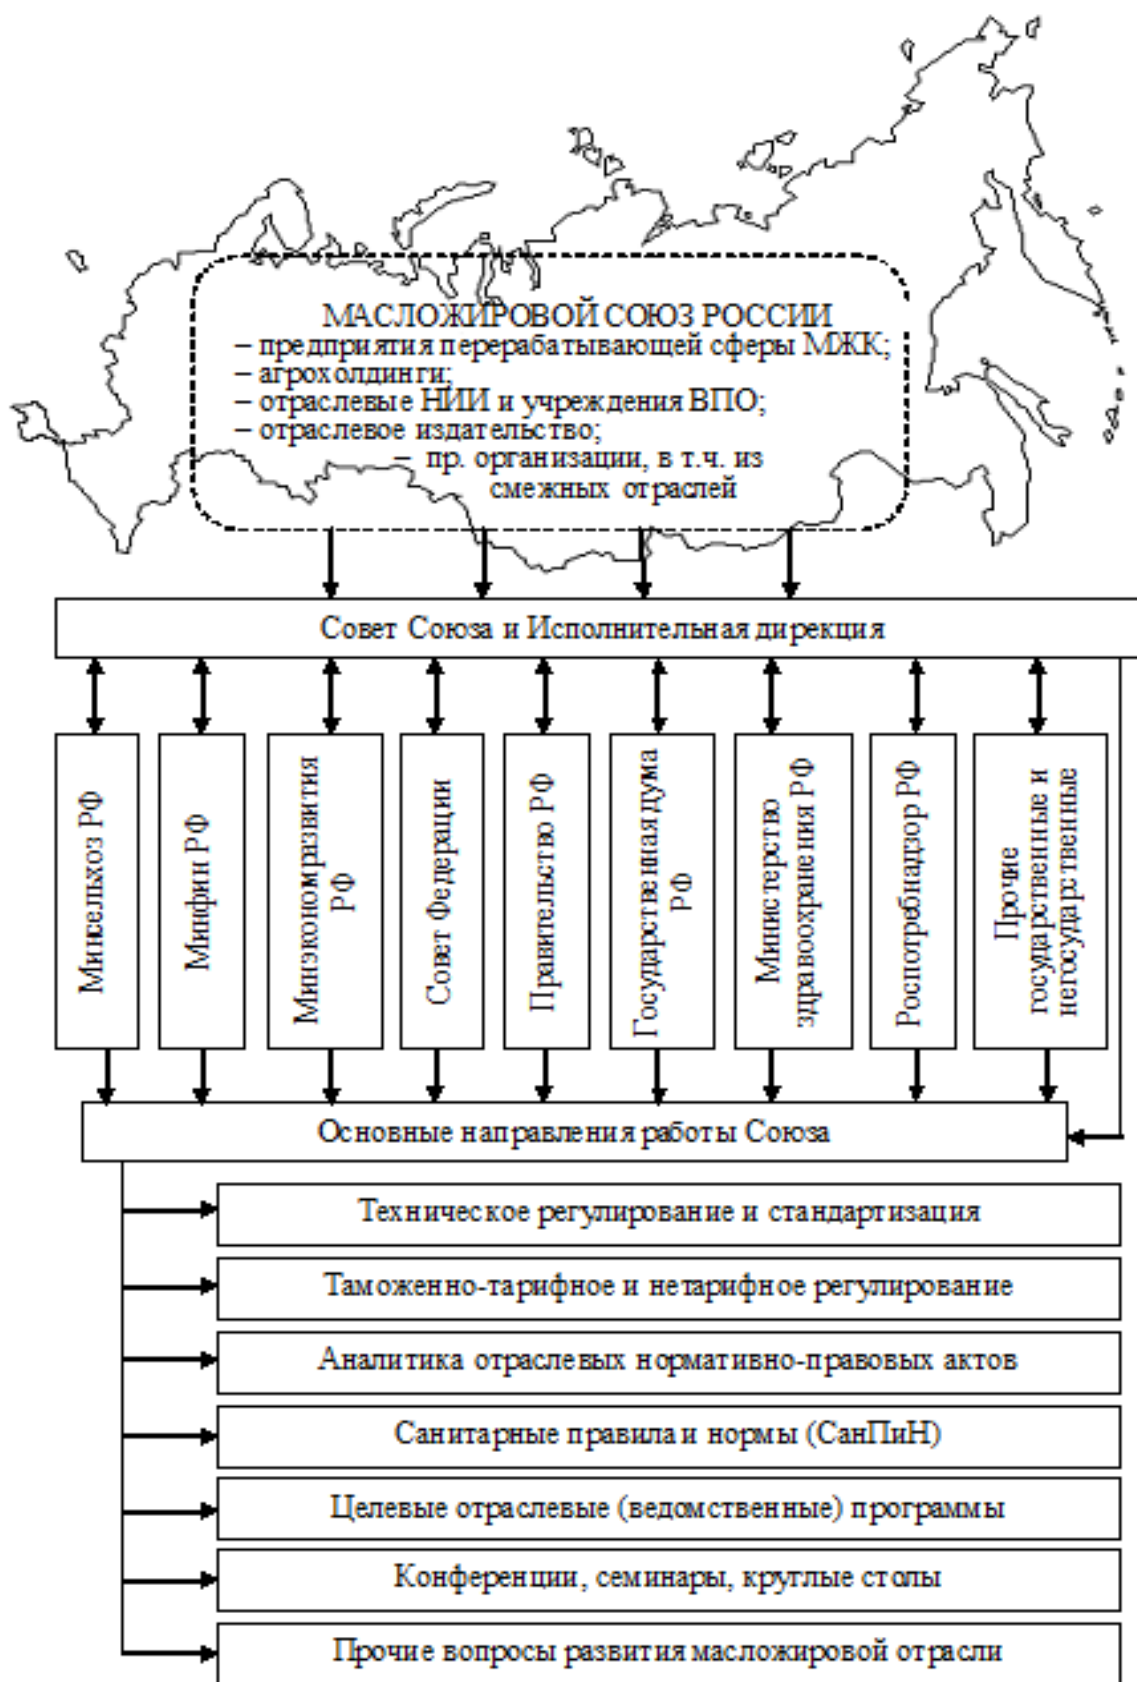 МАСЛОЖИРОВОЙ СОЮЗ РОССИИ
– предприятия перерабатывающей сферы МЖК;
– агрохолдинги;
– отраслевые НИИ и учреждения ВПО;
– отраслевое издательство;
– пр. организации, в т.ч. из
смежных отраслей
Совет Союза и Исполнительная дирекция
Минсельхоз РФ
Минфин РФ
Минэкономразвития
РФ
Совет Федерации
Правительство РФ
Государственная дума
РФ
Министерство
здравоохранения РФ
Роспотребнадзор РФ
Прочие
государственные и
негосударственные
Основные направления работы Союза
Техническое регулирование и стандартизация
Таможенно-тарифное и нетарифное регулирование
Аналитика отраслевых нормативно-правовых актов
Санитарные правила и нормы (СанПиН)
Целевые отраслевые (ведомственные) программы
Конференции, семинары, круглые столы
Прочие вопросы развития масложировой отрасли